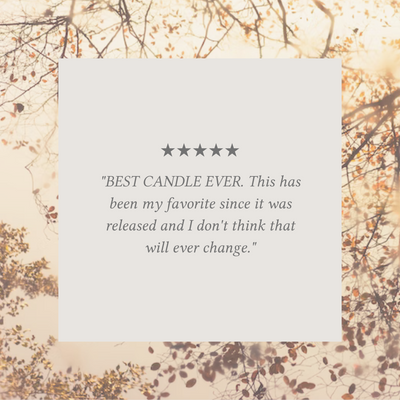 ★★★★★
"BEST CANDLE EVER. This has
been my favorite since it was
released and I don't think that
will ever change."